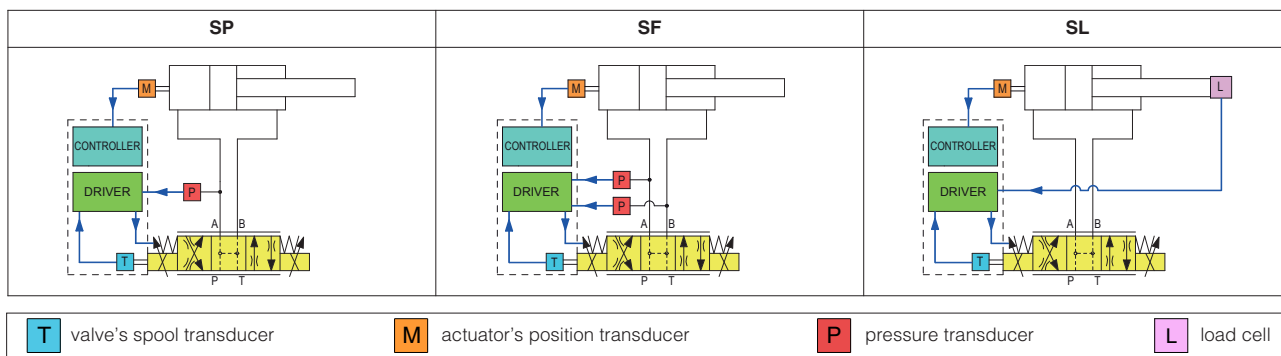 SP
SF
SL
M
CONTROLLER
DRIVER
P
A B
T
P T
M
CONTROLLER
DRIVER
P
P
A B
T
P T
M
L
CONTROLLER
DRIVER
A B
T
P T
T valve's spool transducer
M actuator's position transducer
P pressure transducer
L load cell